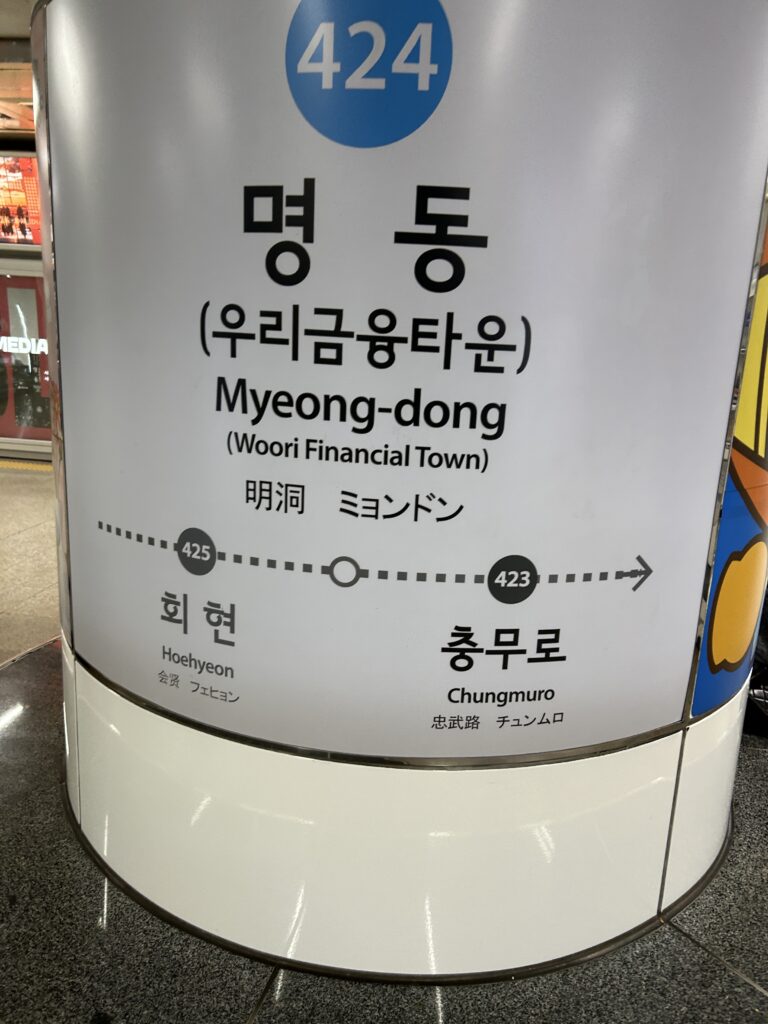 424
명 동
(우리금융타운)
Myeong-dong
(Woori Financial Town)
明洞 ミョンドン
425
423
회 현
충무로
Hoehyeon
Chungmuro
会贤 フェヒョン
忠武路 チュンムロ
MEDIA